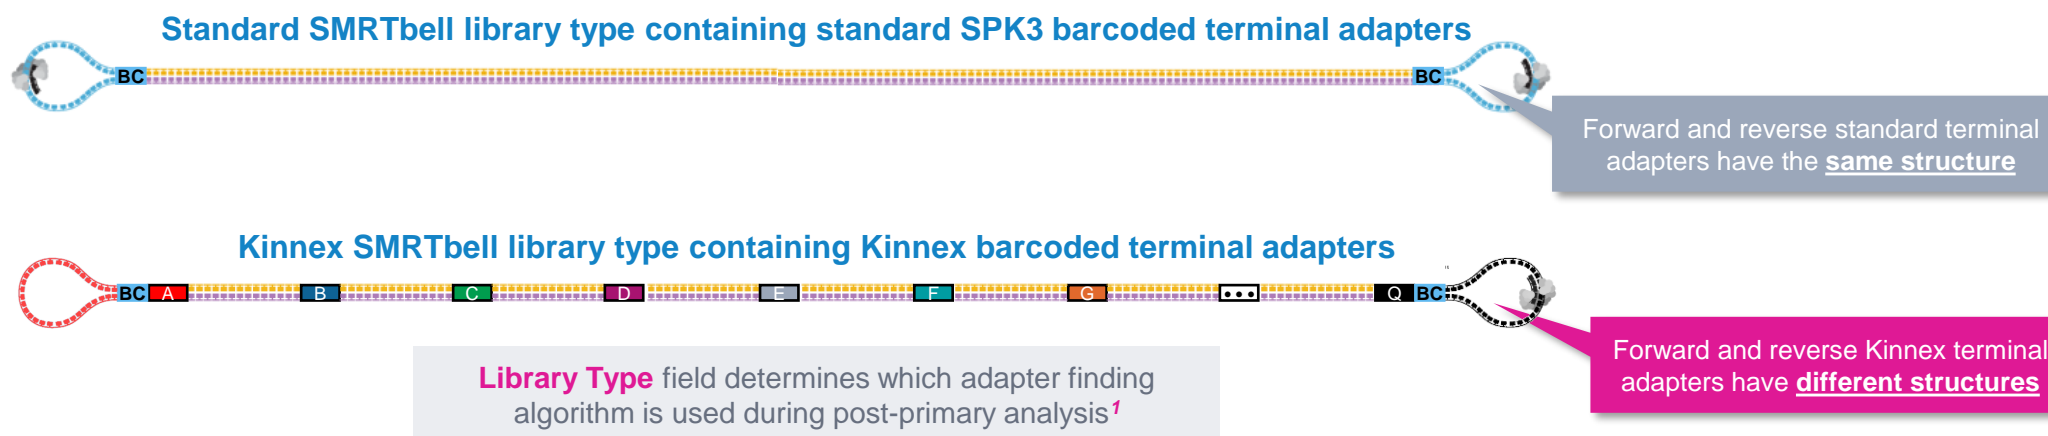 Standard SMRTbell library type containing standard SPK3 barcoded terminal adapters
BC BC
Forward and reverse standard terminal
adapters have the same structure
Kinnex SMRTbell library type containing Kinnex barcoded terminal adapters
BC A B C D E F G ••• Q BC
Forward and reverse Kinnex terminal
adapters have different structures
Library Type field determines which adapter finding
algorithm is used during post-primary analysis1